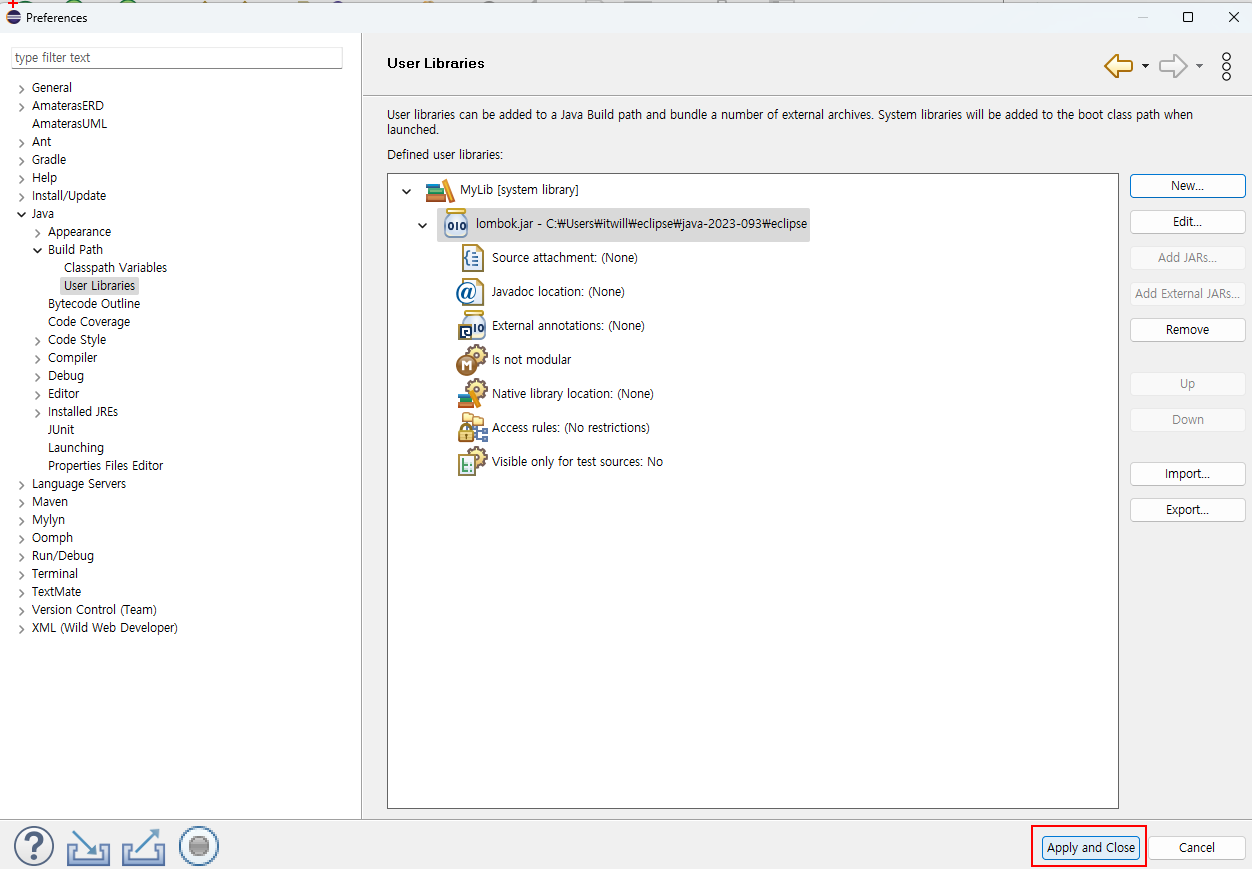 Preferences
type filter text
General
AmaterasERD
AmaterasUML
Ant
Gradle
Help
Install/Update
Java
Appearance
Build Path
Classpath Variables
User Libraries
Bytecode Outline
Code Coverage
Code Style
Compiler
Debug
Editor
Installed JREs
JUnit
Launching
Properties Files Editor
Language Servers
Maven
Mylyn
Oomph
Run/Debug
Terminal
TextMate
Version Control (Team)
XML (Wild Web Developer)
User Libraries
User libraries can be added to a Java Build path and bundle a number of external archives. System libraries will be added to the boot class path when
launched.
Defined user libraries:
MyLib [system library]
010 lombok.jar - C:₩Users₩itwill₩eclipse₩java-2023-093₩eclipse
Source attachment: (None)
@ Javadoc location: (None)
External annotations: (None)
M Is not modular
Native library location: (None)
Access rules: (No restrictions)
Visible only for test sources: No
New...
Edit...
Add JARs...
Add External JARs...
Remove
Up
Down
Import...
Export...
?
Apply and Close
Cancel